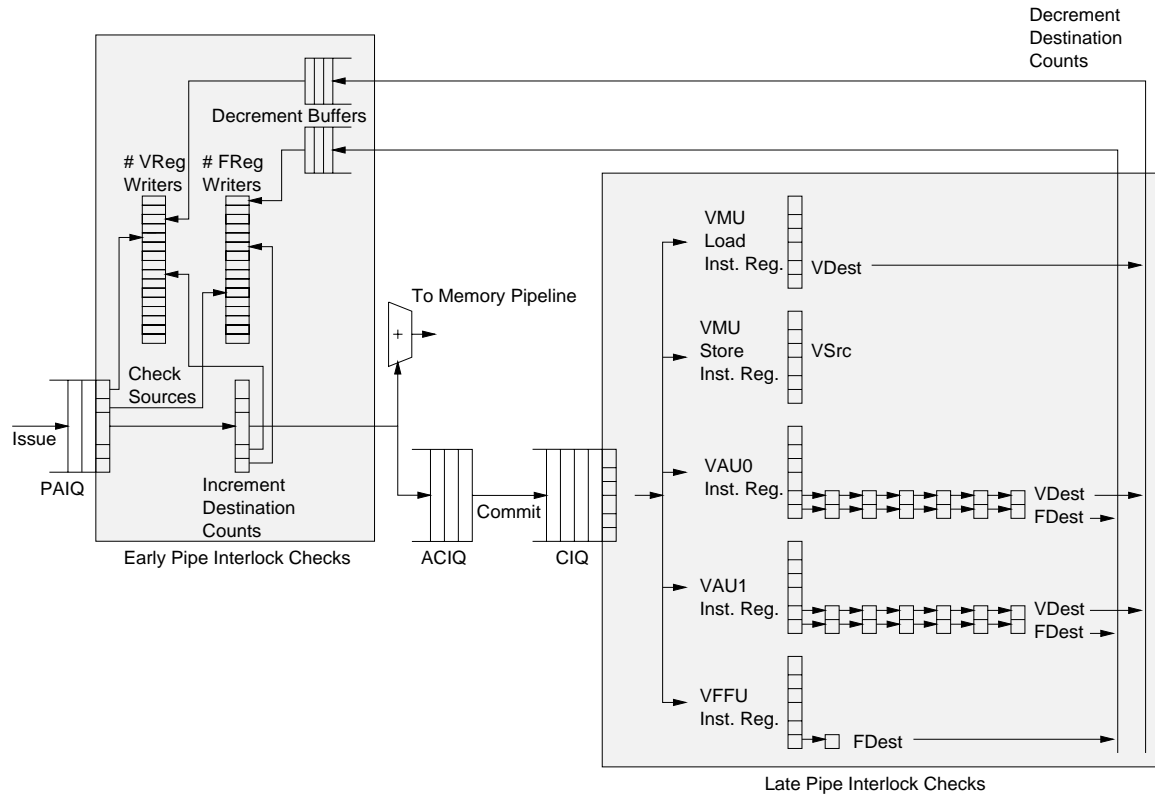 Decrement
Destination
Counts
Decrement Buffers
# VReg
Writers
# FReg
Writers
Check
Sources
Issue
PAIQ
Increment
Destination
Counts
Early Pipe Interlock Checks
To Memory Pipeline
+
ACIQ
Commit
CIQ
VMU
Load
Inst. Reg.
VDest
VMU
Store
Inst. Reg.
VSrc
VAU0
Inst. Reg.
VDest
FDest
VAU1
Inst. Reg.
VDest
FDest
VFFU
Inst. Reg.
FDest
Late Pipe Interlock Checks